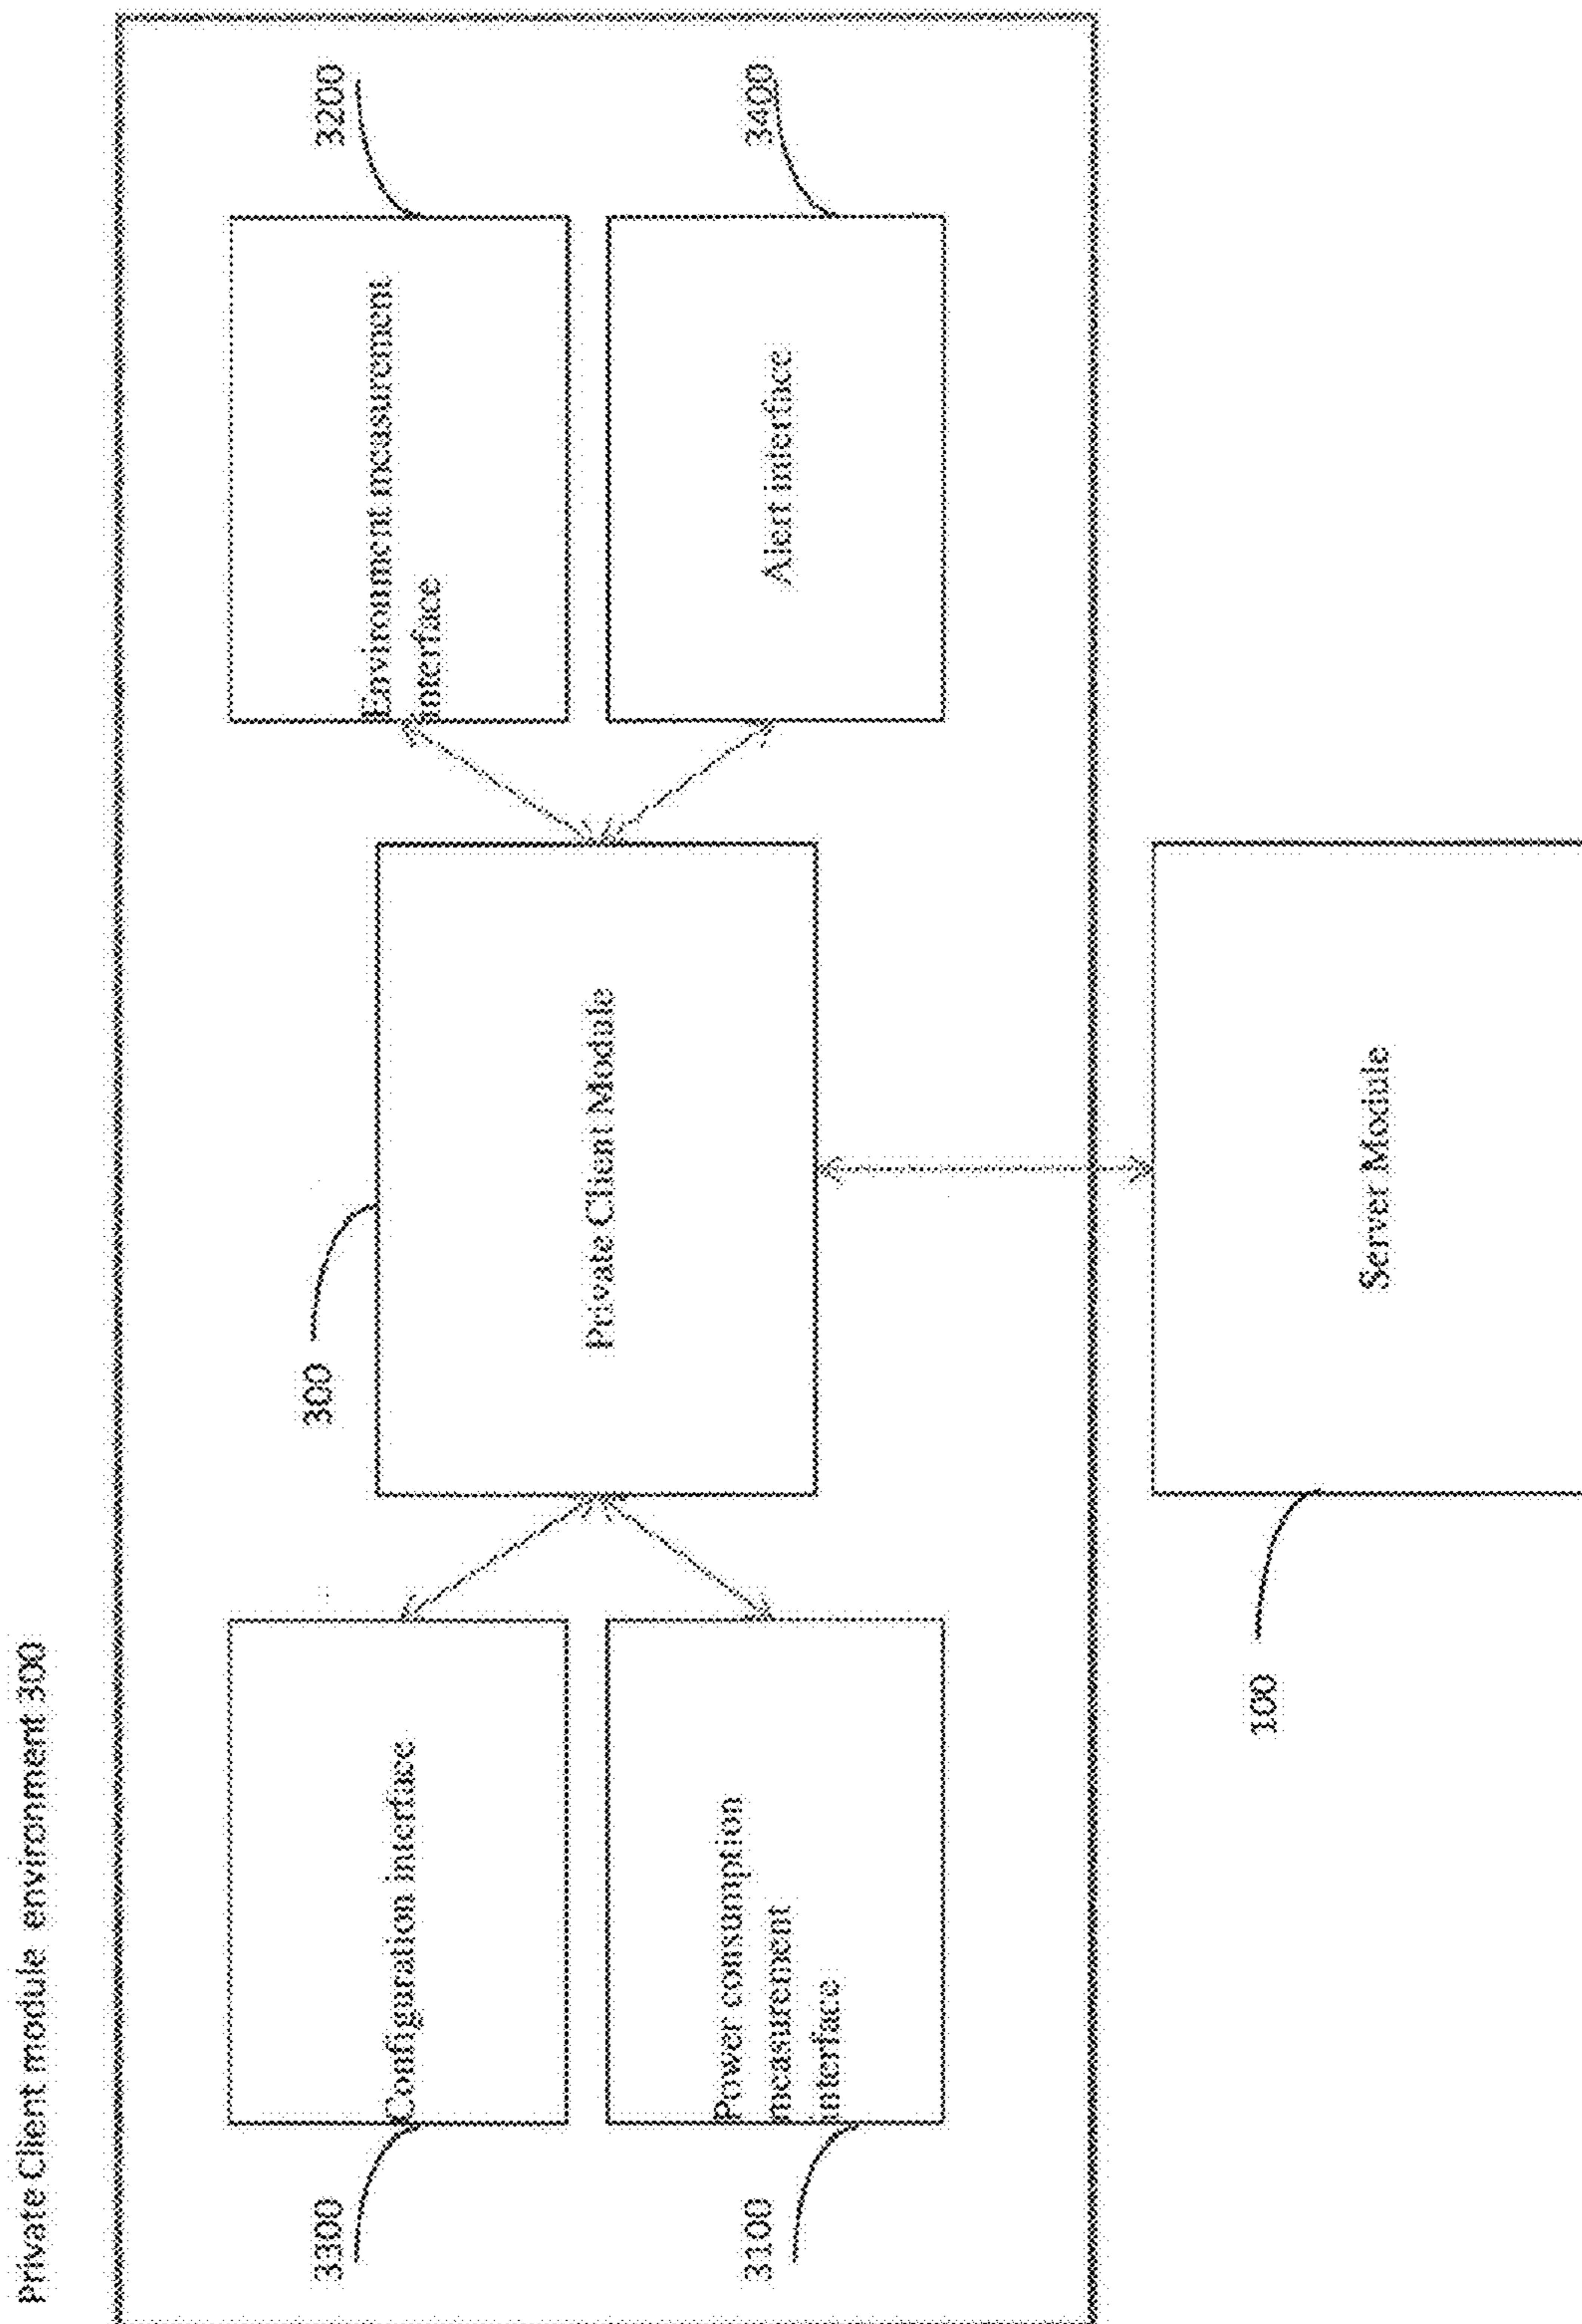 Private Client module environment 300
300
3300
Configuration interface
Private Client Module
Environment measurement
interface
3200
3100
Power consumption
measurement
interface
Alert interface
3400
100
Server Module